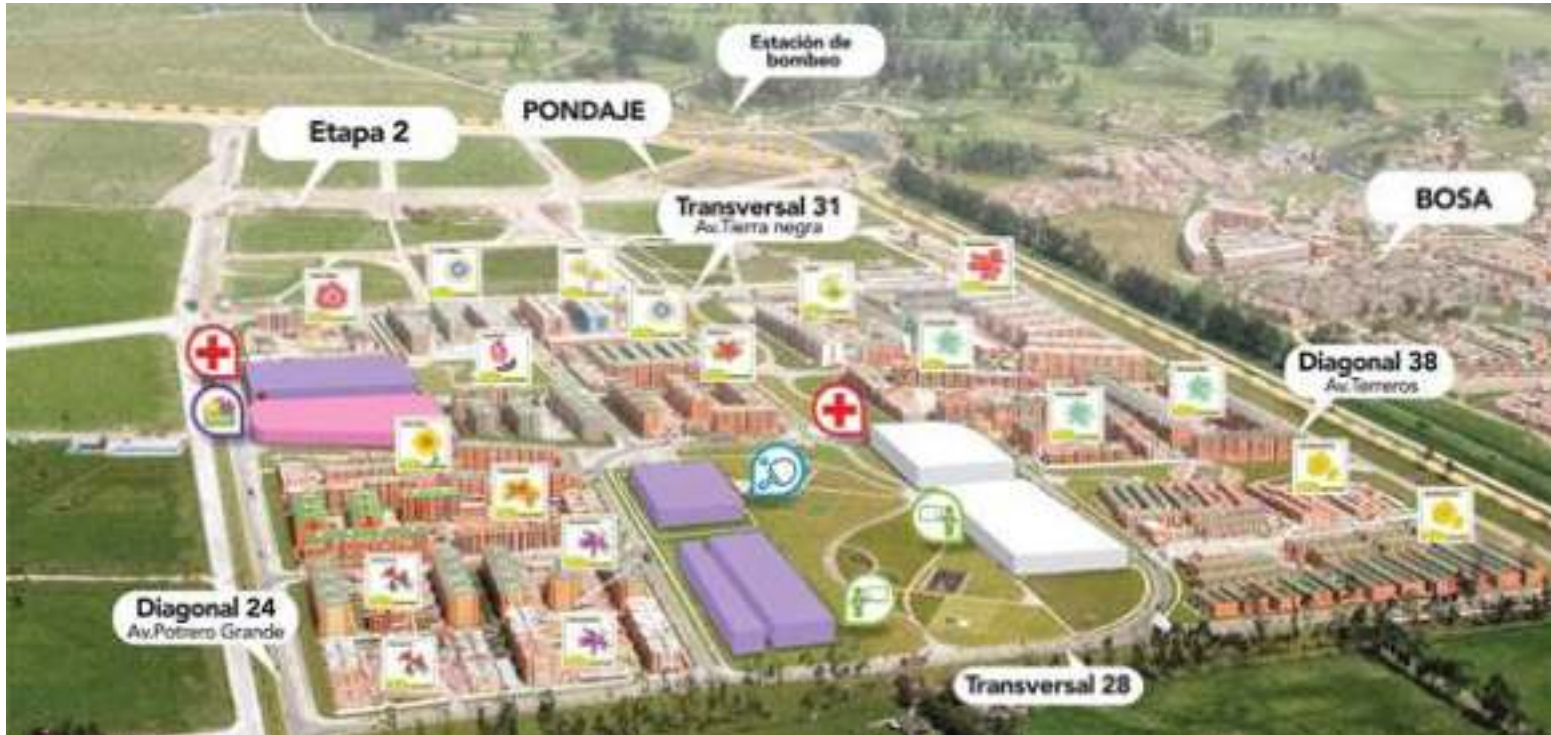 Estación de
bombeo
PONDAJE
Etapa 2
Transversal 31
Av.Tierra negra
BOSA
Diagonal 38
Av.Terreros
Diagonal 24
Av.Potrero Grande
Transversal 28